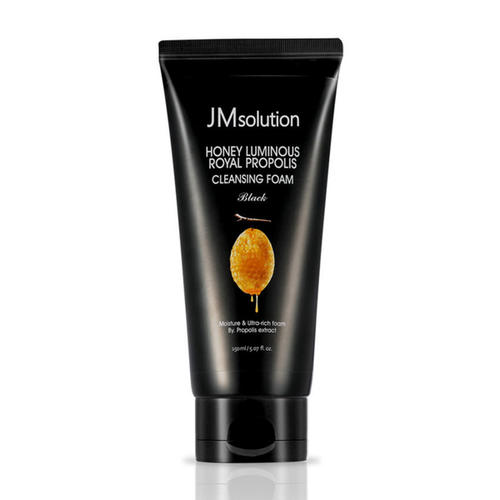 JMsolution
HONEY LUMINOUS
ROYAL PROPOLIS
CLEANSING FOAM
Black
Moisture & Ultra-rich foam
By. Propolis extract
150ml / 5.07 fl. oz.